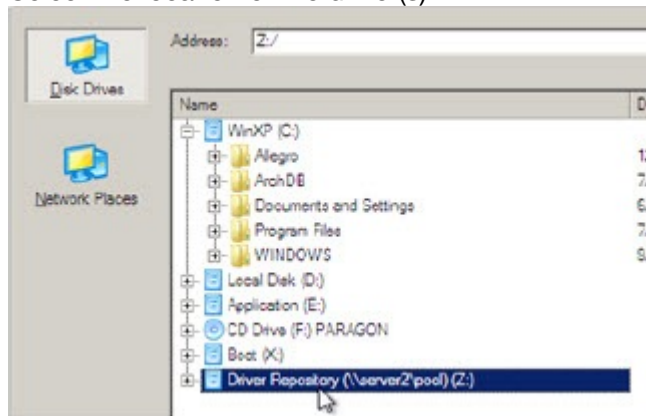 Address: Z:/
Disk Drives
Network Places
Name
WinXP (C:)
Allegro
ArchDB
Documents and Settings
Program Files
WINDOWS
Local Disk (D:)
Application (E:)
CD Drive (F:) PARAGON
Boot (X:)
Driver Repository (\\server2\pool) (Z:)